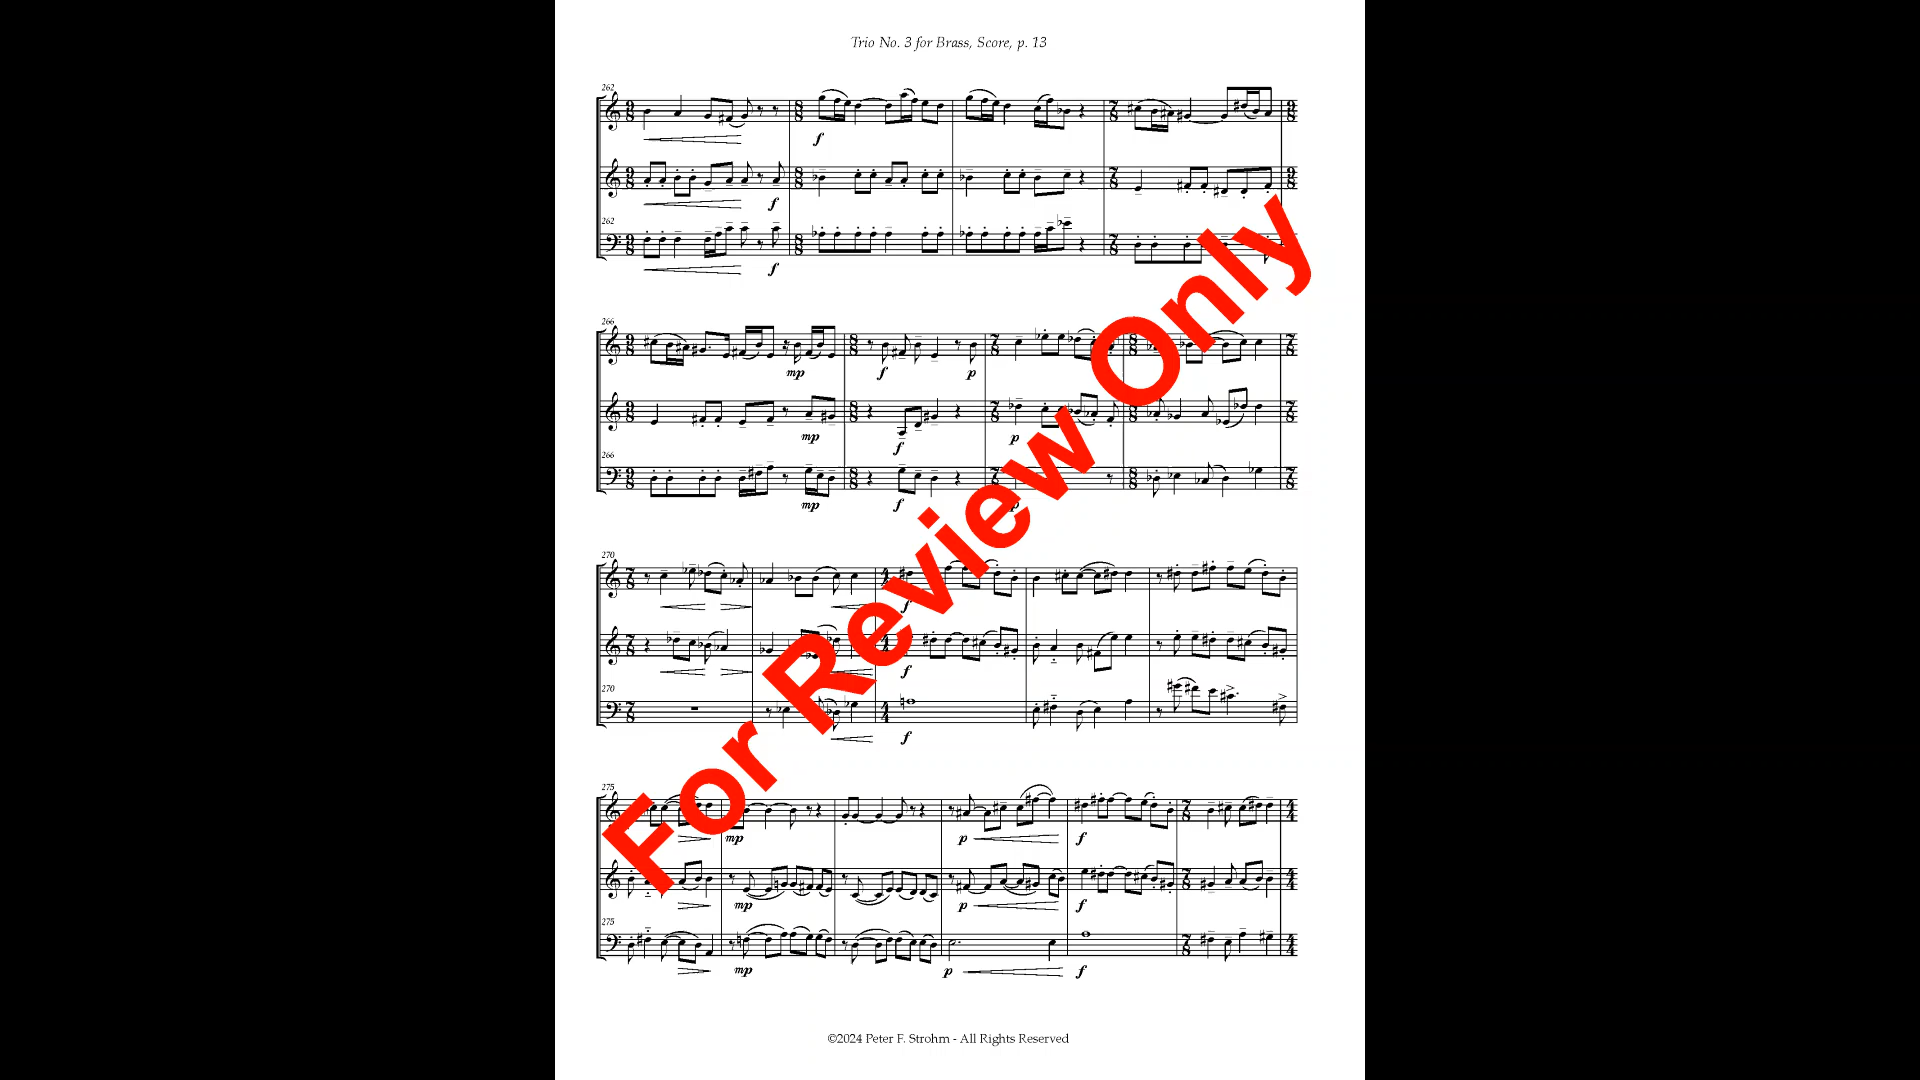 Trio No. 3 for Brass, Score, p. 13
262
f
f
262
f
266
mp
f
p
mp
f
p
266
mp
f
p
270
f
f
270
f
275
mp
p
f
mp
p
f
275
mp
p
f
For Review Only
©2024 Peter F. Strohm - All Rights Reserved